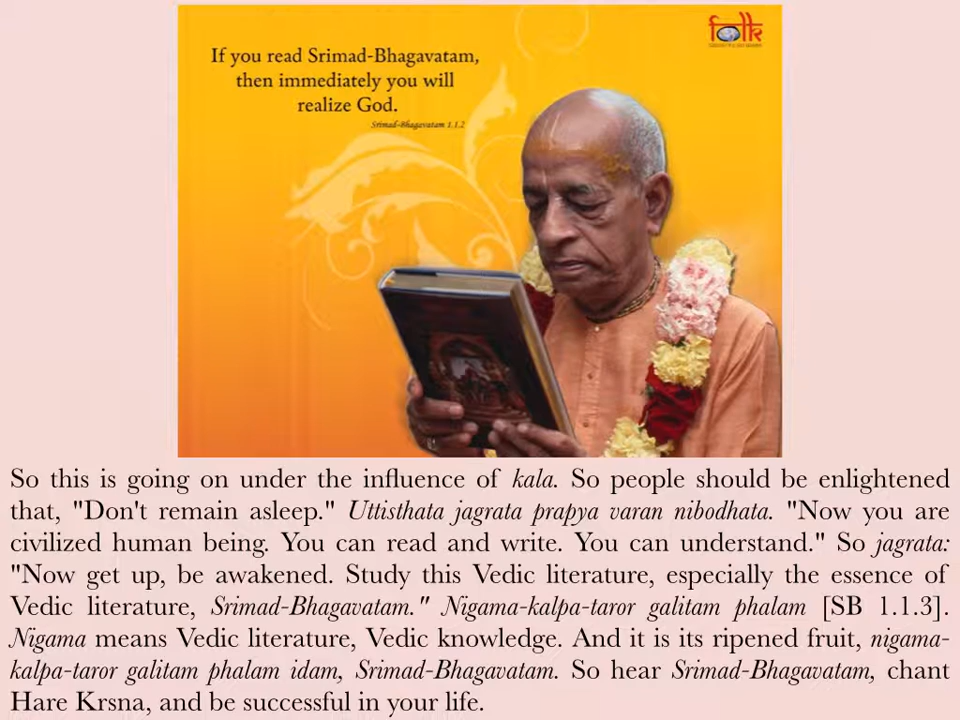 folk
If you read Srimad-Bhagavatam,
then immediately you will
realize God.
Srimad-Bhagavatam 1.1.2
So this is going on under the influence of kala. So people should be enlightened
that, "Don't remain asleep." Uttisthata jagrata prapya varan nibodhata. "Now you are
civilized human being. You can read and write. You can understand." So jagrata:
"Now get up, be awakened. Study this Vedic literature, especially the essence of
Vedic literature, Srimad-Bhagavatam." Nigama-kalpa-taror galitam phalam [SB 1.1.3].
Nigama means Vedic literature, Vedic knowledge. And it is its ripened fruit, nigama-
kalpa-taror galitam phalam idam, Srimad-Bhagavatam. So hear Srimad-Bhagavatam, chant
Hare Krsna, and be successful in your life.